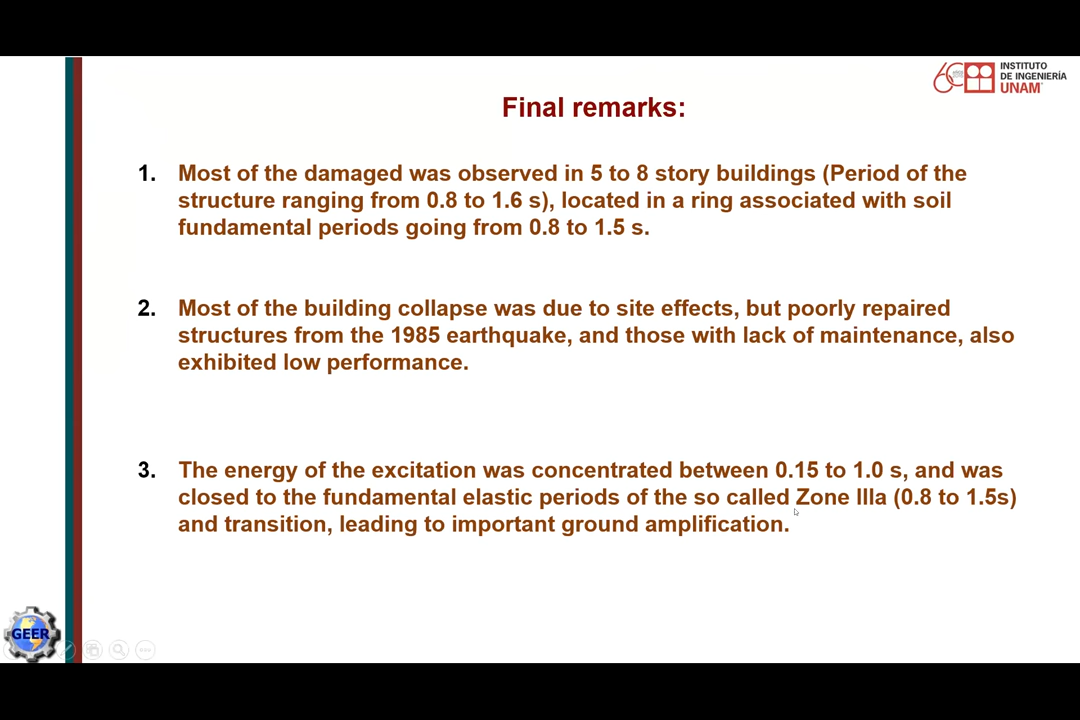 INSTITUTO
DE INGENIERÍA
UNAM
Final remarks:
1. Most of the damaged was observed in 5 to 8 story buildings (Period of the
structure ranging from 0.8 to 1.6 s), located in a ring associated with soil
fundamental periods going from 0.8 to 1.5 s.
2. Most of the building collapse was due to site effects, but poorly repaired
structures from the 1985 earthquake, and those with lack of maintenance, also
exhibited low performance.
3. The energy of the excitation was concentrated between 0.15 to 1.0 s, and was
closed to the fundamental elastic periods of the so called Zone IIIa (0.8 to 1.5s)
and transition, leading to important ground amplification.
GEER